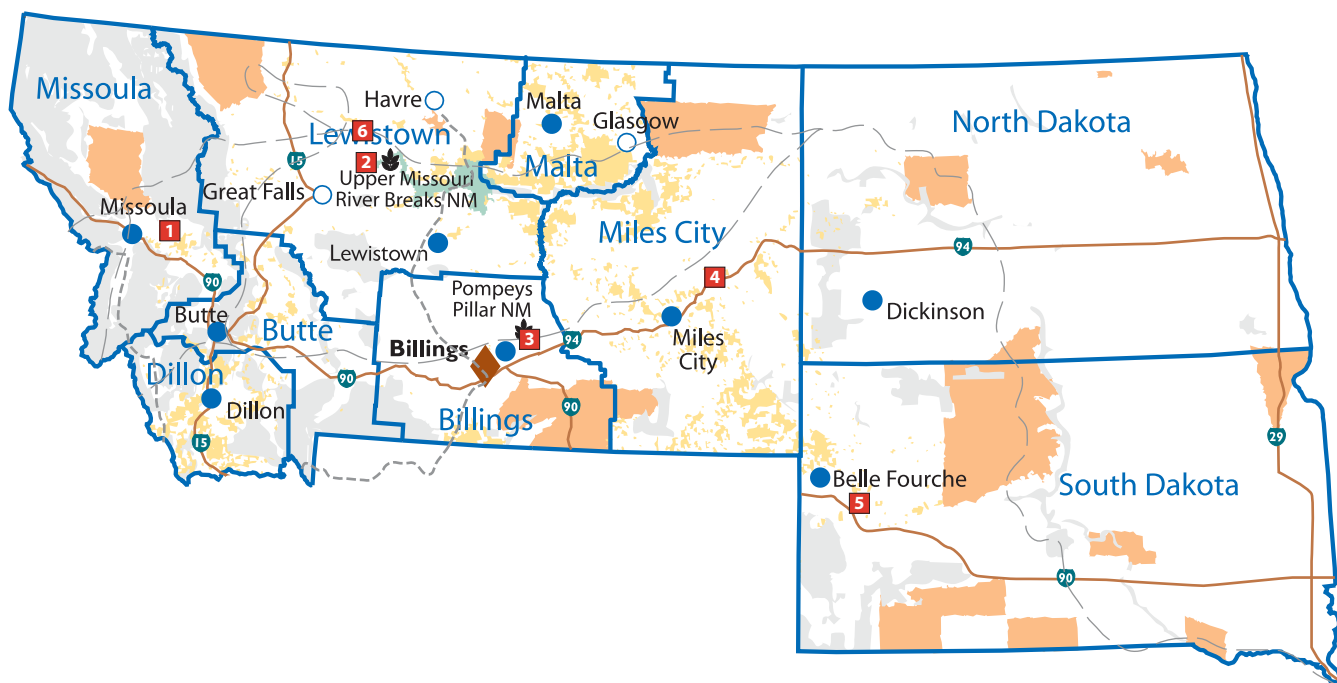 Missoula
Havre
6
Lewistown
Malta
Glasgow
Malta
North Dakota
15
2
Upper Missouri
River Breaks NM
Great Falls
Missoula
1
Lewistown
Miles City
94
4
90
Pompeys
Pillar NM
Dickinson
Butte
Butte
Billings
3
94
Miles
City
Dillon
90
Dillon
Billings
90
15
29
Belle Fourche
5
South Dakota
90